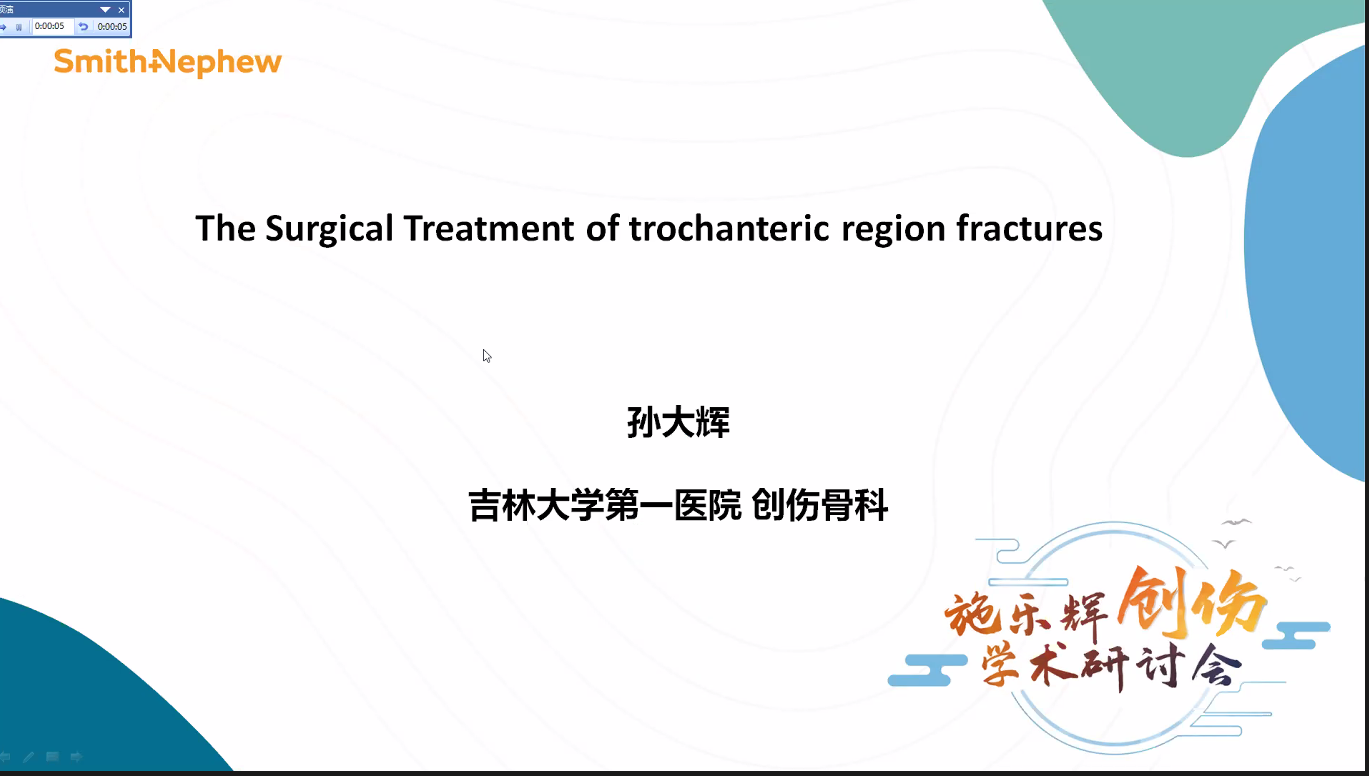 预演
0:00:05
0:00:05
Smith+Nephew
The Surgical Treatment of trochanteric region fractures
孙大辉
吉林大学第一医院 创伤骨科
施乐辉创伤
学术研讨会